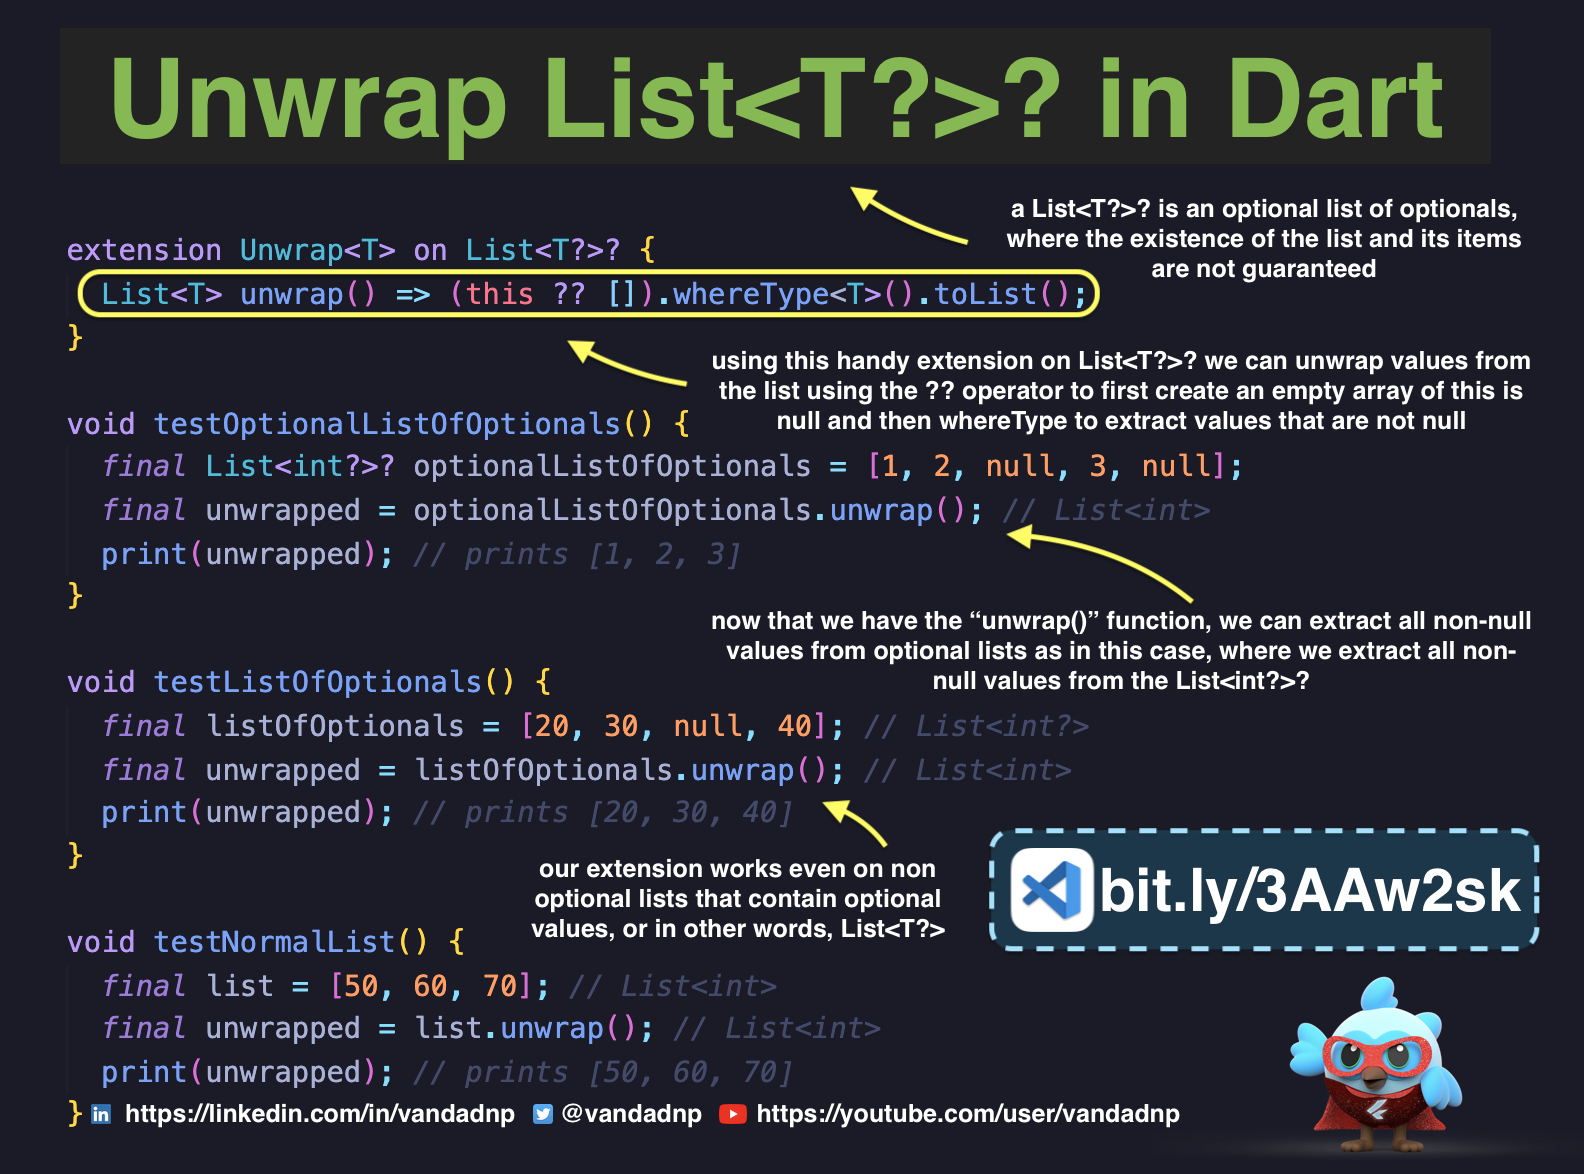 Unwrap List<T?>? in Dart
a List<T?>? is an optional list of optionals,
where the existence of the list and its items
are not guaranteed
extension Unwrap<T> on List<T?>? {
List<T> unwrap() => (this ?? []).whereType<T>().toList();
}
using this handy extension on List<T?>? we can unwrap values from
the list using the ?? operator to first create an empty array of this is
null and then whereType to extract values that are not null
void testOptionalListOfOptionals() {
final List<int?>? optionalListOfOptionals = [1, 2, null, 3, null];
final unwrapped = optionalListOfOptionals.unwrap(); // List<int>
print(unwrapped); // prints [1, 2, 3]
}
now that we have the “unwrap()” function, we can extract all non-null
values from optional lists as in this case, where we extract all non-
null values from the List<int?>?
void testListOfOptionals() {
final listOfOptionals = [20, 30, null, 40]; // List<int?>
final unwrapped = listOfOptionals.unwrap(); // List<int>
print(unwrapped); // prints [20, 30, 40]
}
our extension works even on non
optional lists that contain optional
values, or in other words, List<T?>
bit.ly/3AAw2sk
void testNormalList() {
final list = [50, 60, 70]; // List<int>
final unwrapped = list.unwrap(); // List<int>
print(unwrapped); // prints [50, 60, 70]
}
https://linkedin.com/in/vandadnp @vandadnp https://youtube.com/user/vandadnp